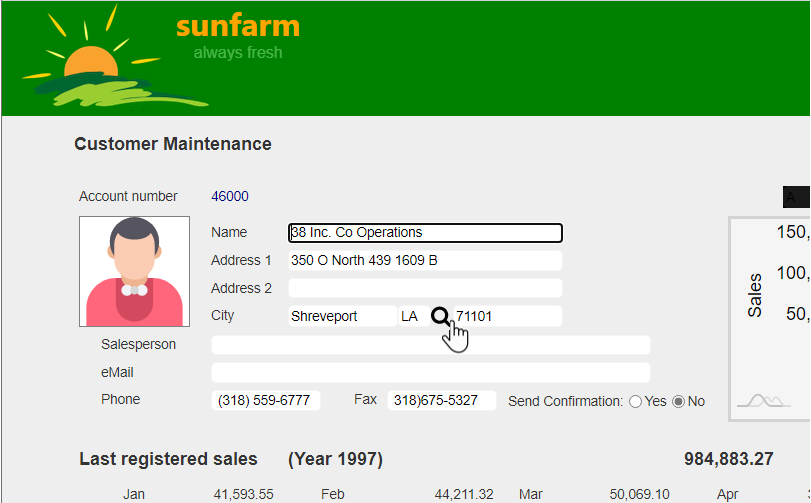 sunfarm
always fresh
Customer Maintenance
Account number 46000
A
Name 38 Inc. Co Operations
150,
Address 1 350 O North 439 1609 B
100,
Address 2
Sales
City Shreveport LA 71101
50,
Salesperson
eMail
Phone (318) 559-6777 Fax 318)675-5327 Send Confirmation: Yes No
Last registered sales (Year 1997) 984,883.27
Jan 41,593.55 Feb 44,211.32 Mar 50,069.10 Apr